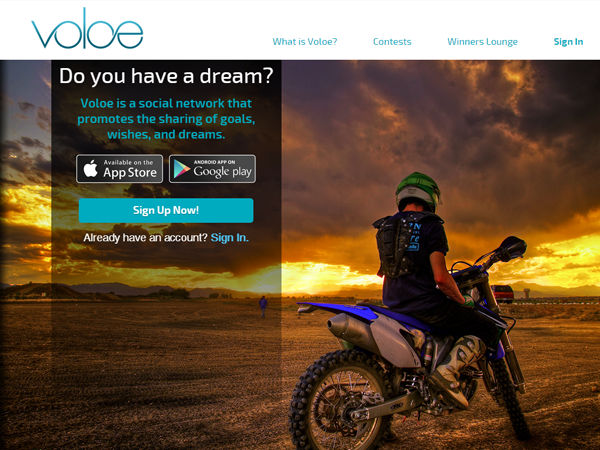 voloe
What is Voloe?
Contests
Winners Lounge
Sign In
Do you have a dream?
Voloe is a social network that
promotes the sharing of goals,
wishes, and dreams.
Available on the
App Store
ANDROID APP ON
Google play
Sign Up Now!
Already have an account? Sign In.